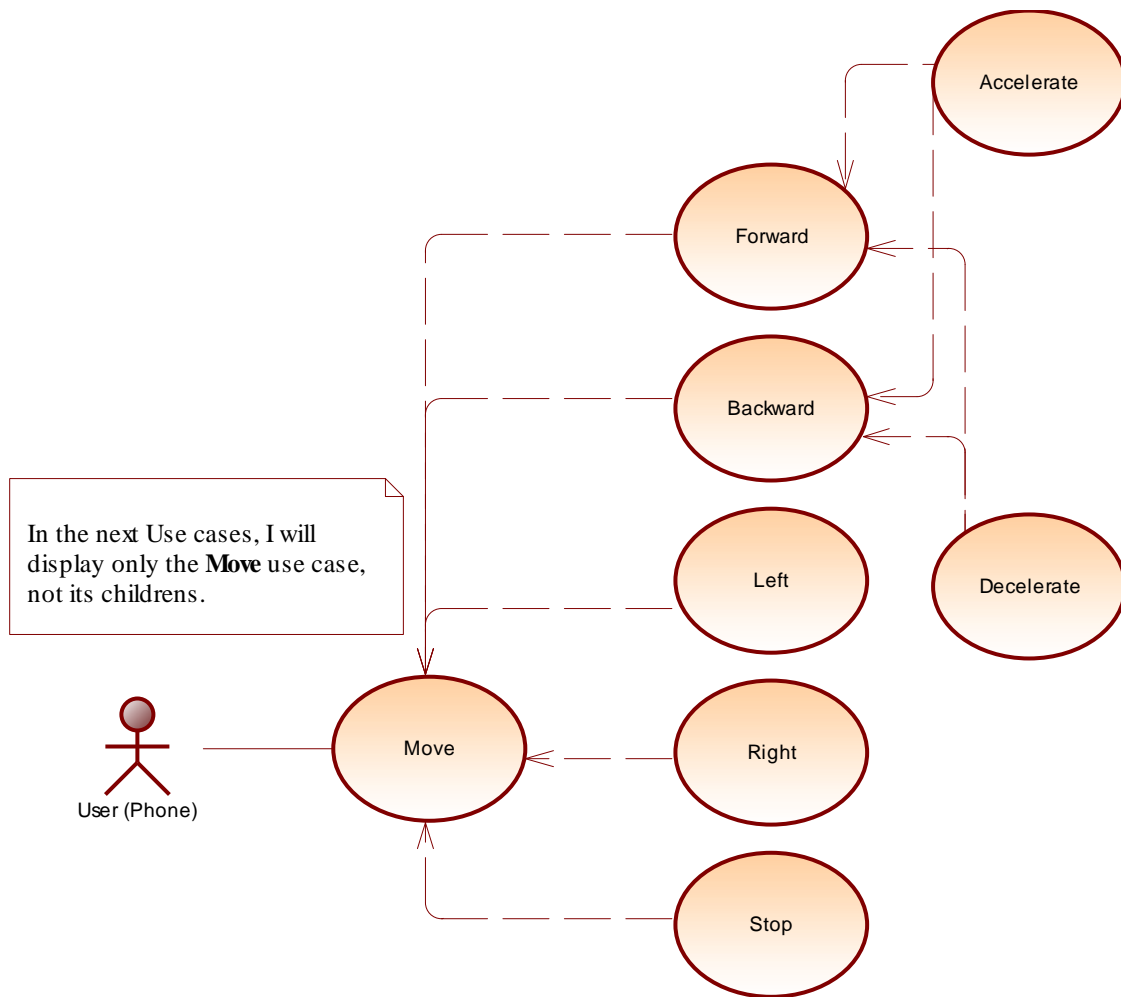 Accelerate
Forward
Backward
In the next Use cases, I will
display only the Move use case,
not its childrens.
Left
Decelerate
Move
Right
User (Phone)
Stop